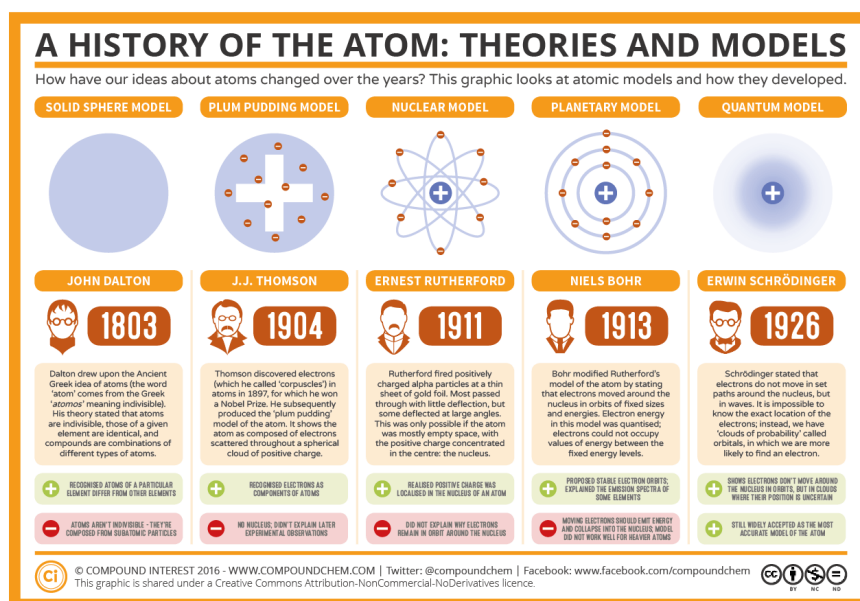 A HISTORY OF THE ATOM: THEORIES AND MODELS
How have our ideas about atoms changed over the years? This graphic looks at atomic models and how they developed.
SOLID SPHERE MODEL
PLUM PUDDING MODEL
NUCLEAR MODEL
PLANETARY MODEL
QUANTUM MODEL
JOHN DALTON
1803
Dalton drew upon the Ancient
Greek idea of atoms (the word
'atom' comes from the Greek
'atomos' meaning indivisible).
His theory stated that atoms
are indivisible, those of a given
element are identical, and
compounds are combinations of
different types of atoms.
RECOGNISED ATOMS OF A PARTICULAR
ELEMENT DIFFER FROM OTHER ELEMENTS
ATOMS AREN'T INDIVISIBLE - THEY'RE
COMPOSED FROM SUBATOMIC PARTICLES
J.J. THOMSON
1904
Thomson discovered electrons
(which he called 'corpuscles') in
atoms in 1897, for which he won
a Nobel Prize. He subsequently
produced the 'plum pudding'
model of the atom. It shows the
atom as composed of electrons
scattered throughout a spherical
cloud of positive charge.
RECOGNISED ELECTRONS AS
COMPONENTS OF ATOMS
NO NUCLEUS; DIDN'T EXPLAIN LATER
EXPERIMENTAL OBSERVATIONS
ERNEST RUTHERFORD
1911
Rutherford fired positively
charged alpha particles at a thin
sheet of gold foil. Most passed
through with little deflection, but
some deflected at large angles.
This was only possible if the atom
was mostly empty space, with
the positive charge concentrated
in the centre: the nucleus.
REALISED POSITIVE CHARGE WAS
LOCALISED IN THE NUCLEUS OF AN ATOM
DID NOT EXPLAIN WHY ELECTRONS
REMAIN IN ORBIT AROUND THE NUCLEUS
NIELS BOHR
1913
Bohr modified Rutherford's
model of the atom by stating
that electrons moved around the
nucleus in orbits of fixed sizes
and energies. Electron energy
in this model was quantised;
electrons could not occupy
values of energy between the
fixed energy levels.
PROPOSED STABLE ELECTRON ORBITS;
EXPLAINED THE EMISSION SPECTRA OF
SOME ELEMENTS
MOVING ELECTRONS SHOULD EMIT ENERGY
AND COLLAPSE INTO THE NUCLEUS; MODEL
DID NOT WORK WELL FOR HEAVIER ATOMS
ERWIN SCHRÖDINGER
1926
Schrödinger stated that
electrons do not move in set
paths around the nucleus, but
in waves. It is impossible to
know the exact location of the
electrons; instead, we have
'clouds of probability' called
orbitals, in which we are more
likely to find an electron.
SHOWS ELECTRONS DON'T MOVE AROUND
THE NUCLEUS IN ORBITS, BUT IN CLOUDS
WHERE THEIR POSITION IS UNCERTAIN
STILL WIDELY ACCEPTED AS THE MOST
ACCURATE MODEL OF THE ATOM
Ci
© COMPOUND INTEREST 2016 - WWW.COMPOUNDCHEM.COM | Twitter: @compoundchem | Facebook: www.facebook.com/compoundchem
This graphic is shared under a Creative Commons Attribution-NonCommercial-NoDerivatives licence.
CC
BY NC ND